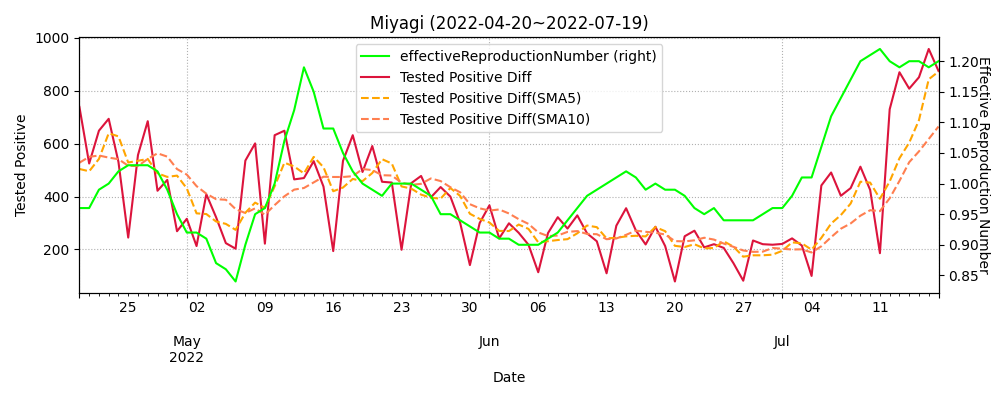 Miyagi (2022-04-20~2022-07-19)
effectiveReproductionNumber (right)
Tested Positive Diff
Tested Positive Diff(SMA5)
Tested Positive Diff(SMA10)
Tested Positive
1000
800
600
400
200
1.20
1.15
1.10
1.05
1.00
0.95
0.90
0.85
Effective Reproduction Number
25 02 09 16 23 30 06 13 20 27 04 11
May Jun Jul
2022
Date